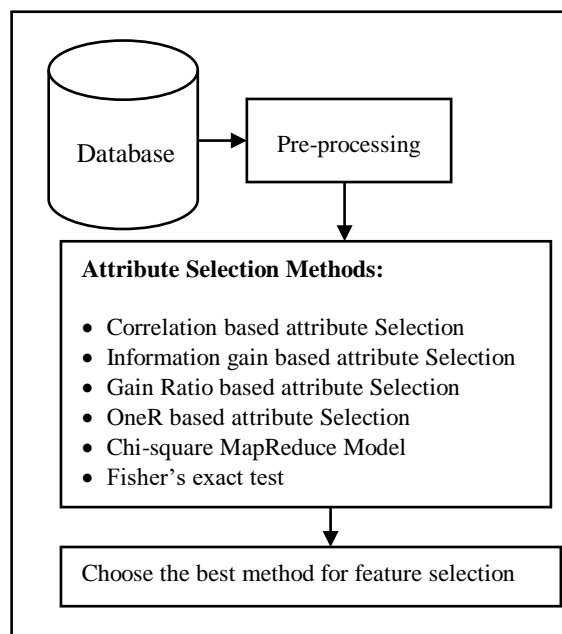 Database
Pre-processing
Attribute Selection Methods:
• Correlation based attribute Selection
• Information gain based attribute Selection
• Gain Ratio based attribute Selection
• OneR based attribute Selection
• Chi-square MapReduce Model
• Fisher’s exact test
Choose the best method for feature selection